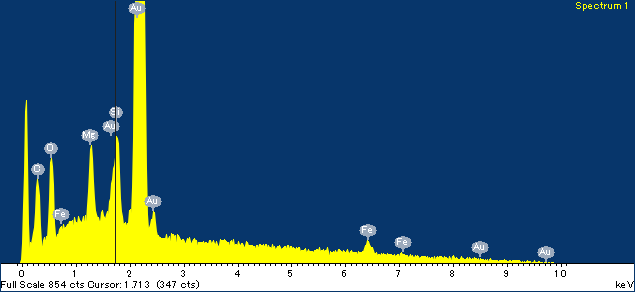 Spectrum 1
Au
Si
Au
Mg
O
C
Au
Fe
Fe
Fe
Au
Au
0 1 2 3 4 5 6 7 8 9 10
Full Scale 854 cts Cursor: 1.713 (347 cts) keV